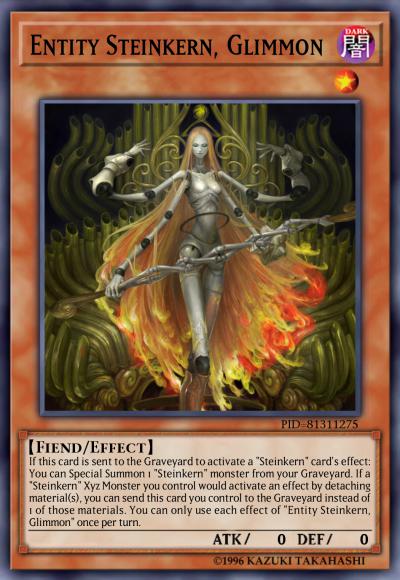 Entity Steinkern, Glimmon
DARK
闇
PID=81311275
【Fiend/Effect】
If this card is sent to the Graveyard to activate a "Steinkern" card's effect:
You can Special Summon 1 "Steinkern" monster from your Graveyard. If a
"Steinkern" Xyz Monster you control would activate an effect by detaching
material(s), you can send this card you control to the Graveyard instead of
1 of those materials. You can only use each effect of "Entity Steinkern,
Glimmon" once per turn.
ATK/ 0 DEF/ 0
©1996 KAZUKI TAKAHASHI